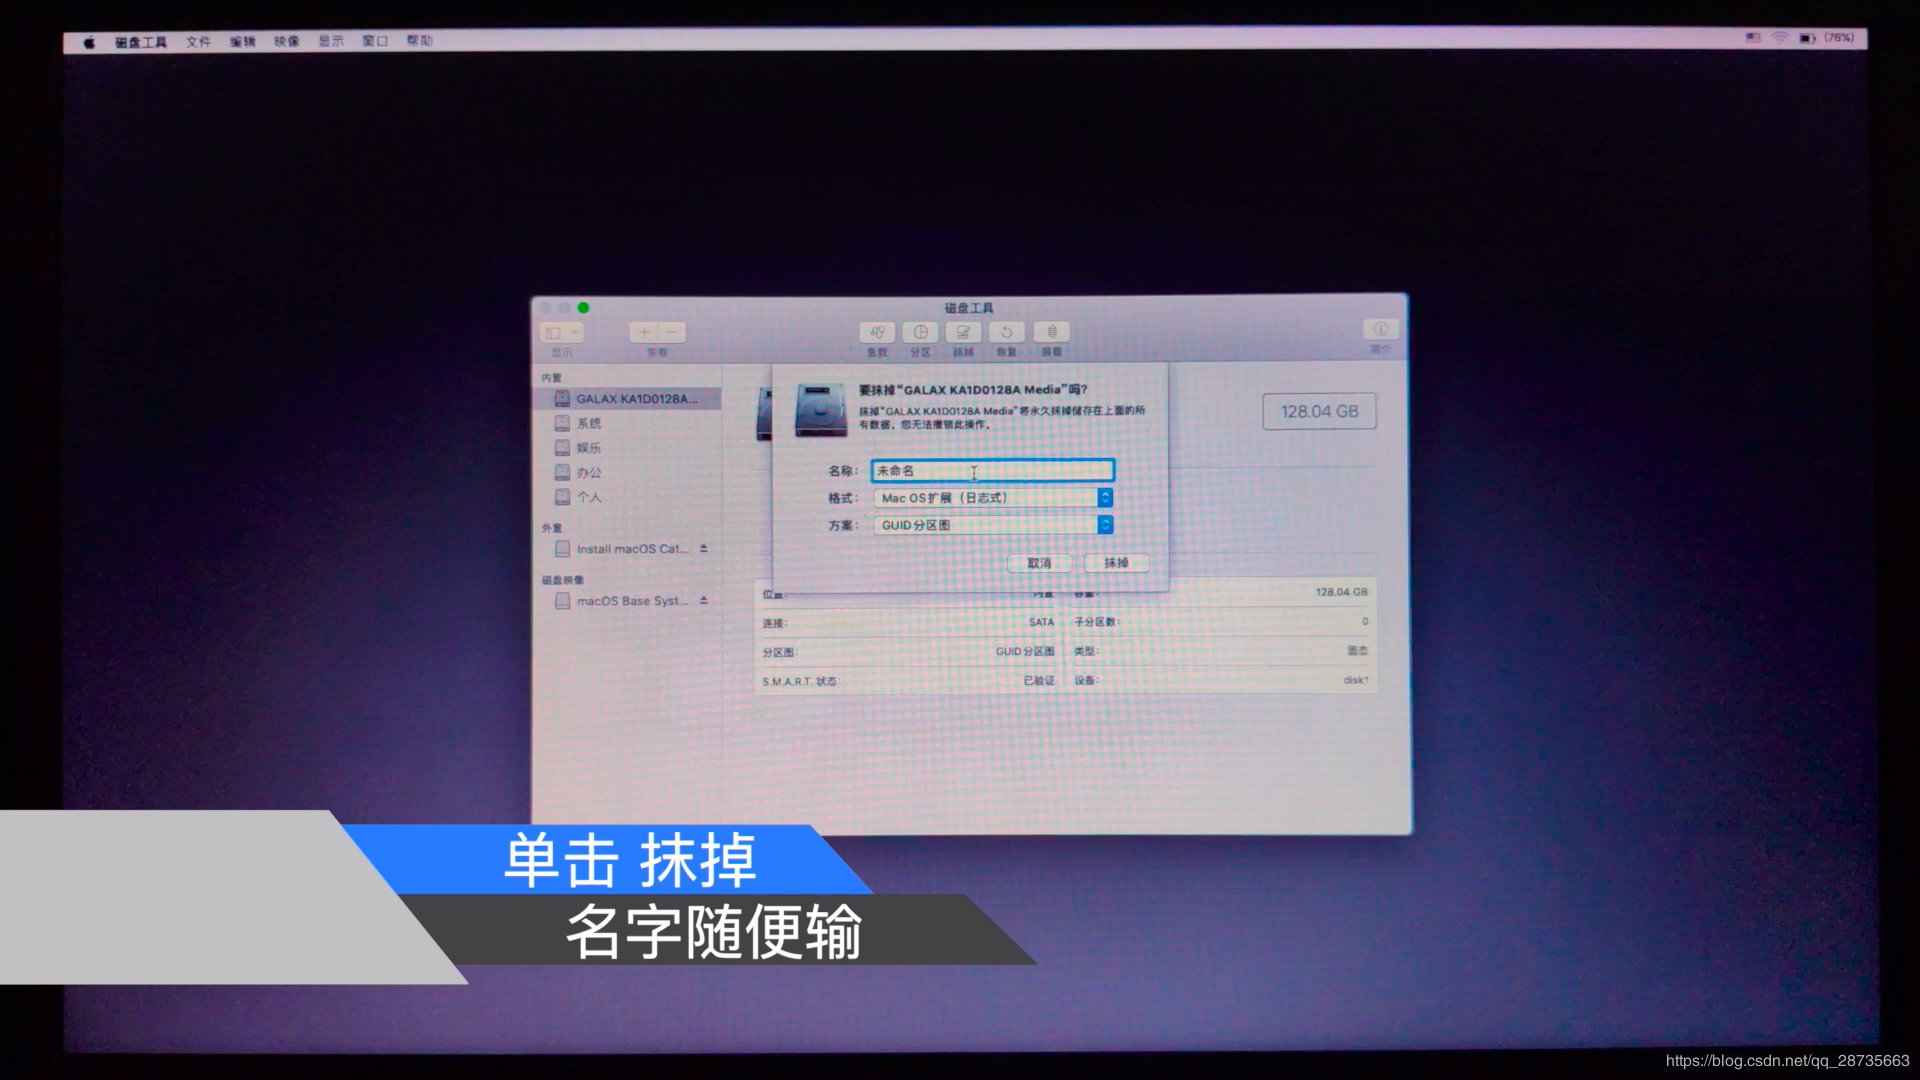 磁盘工具 文件 编辑 映像 显示 窗口 帮助 (76%)
磁盘工具
显示 宗卷 急救 分区 抹掉 恢复 装载 简介
内置
GALAX KA1D0128A...
系统
娱乐
办公
个人
外置
Install macOS Cat...
磁盘映像
macOS Base Syst...
要抹掉“GALAX KA1D0128A Media”吗?
抹掉“GALAX KA1D0128A Media”将永久抹掉储存在上面的所
有数据。您无法撤销此操作。
名称: 未命名
格式: Mac OS扩展（日志式）
方案: GUID分区图
取消 抹掉
128.04 GB
位置: 内置 容量: 128.04 GB
连接: SATA 子分区数: 0
分区图: GUID分区图 类型: 固态
S.M.A.R.T. 状态: 已验证 设备: disk1
单击 抹掉
名字随便输
https://blog.csdn.net/qq_28735663